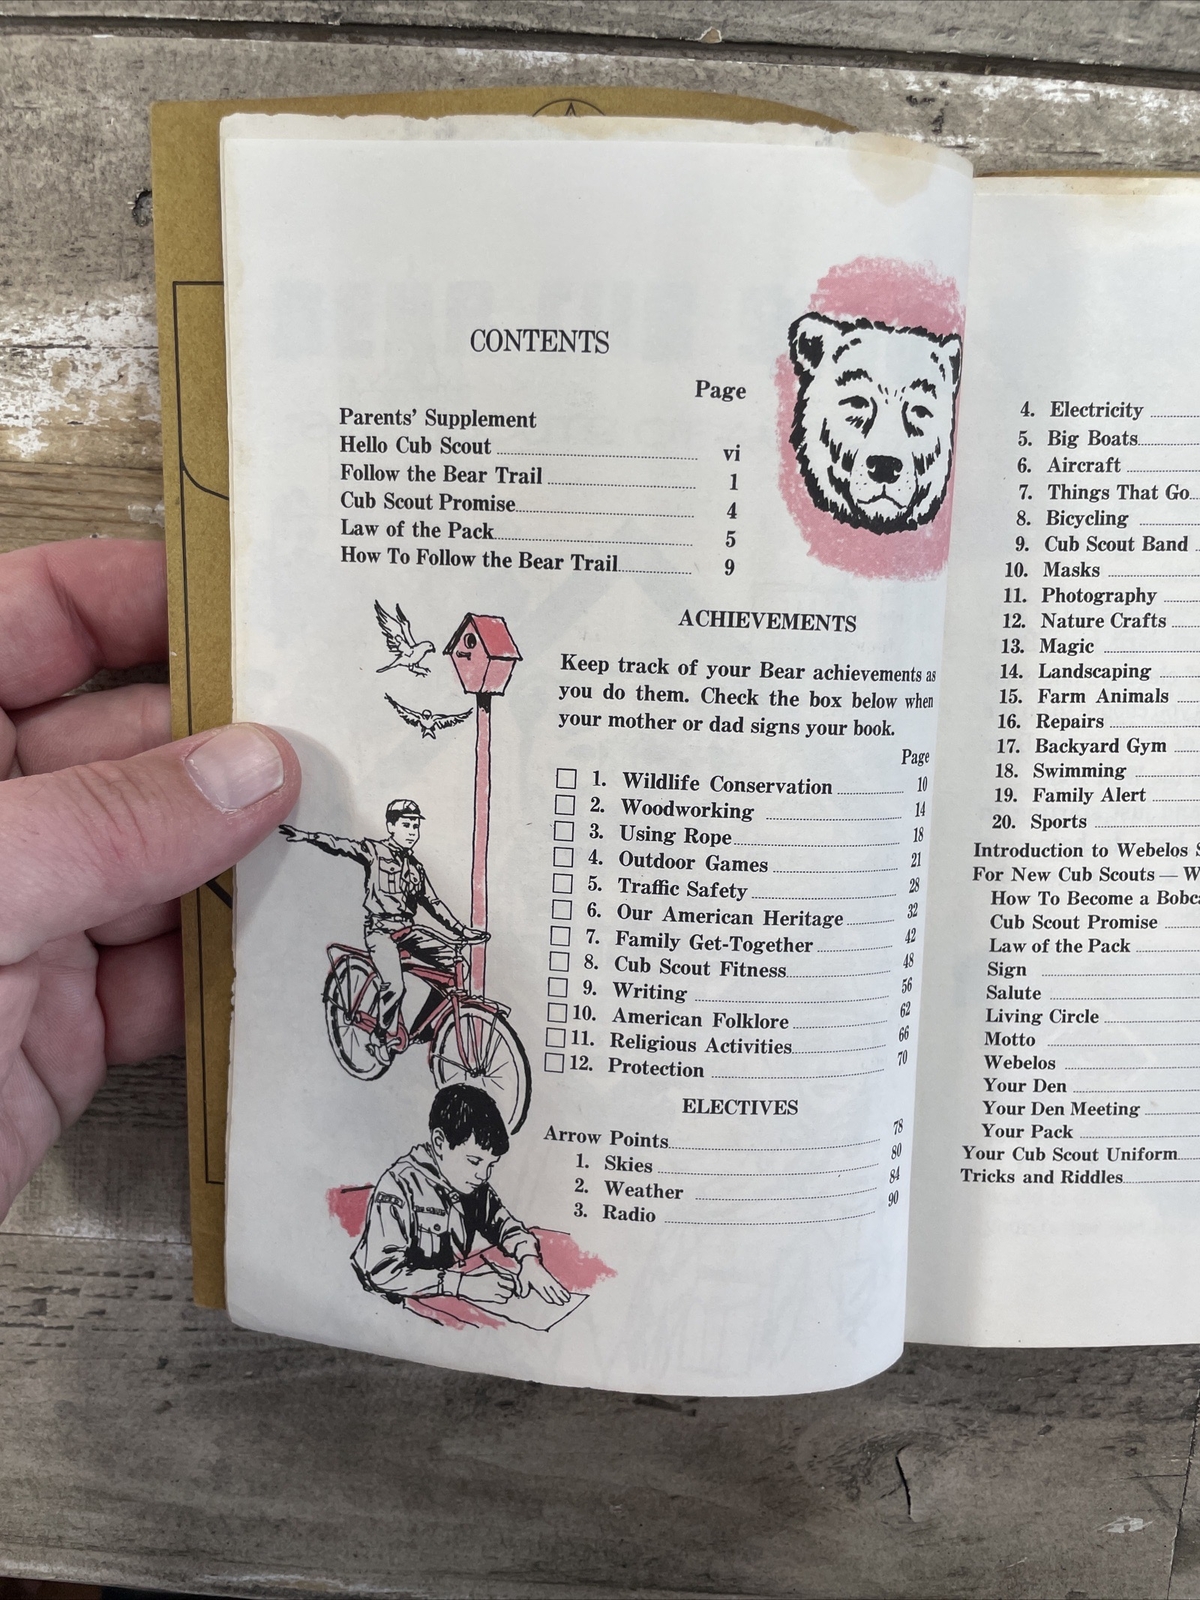 CONTENTS
Page
Parents' Supplement
Hello Cub Scout vi
Follow the Bear Trail 1
Cub Scout Promise 4
Law of the Pack 5
How To Follow the Bear Trail 9
ACHIEVEMENTS
Keep track of your Bear achievements as
you do them. Check the box below when
your mother or dad signs your book.
Page
1. Wildlife Conservation 10
2. Woodworking 14
3. Using Rope 18
4. Outdoor Games 21
5. Traffic Safety 28
6. Our American Heritage 32
7. Family Get-Together 42
8. Cub Scout Fitness 48
9. Writing 56
10. American Folklore 62
11. Religious Activities 66
12. Protection 70
ELECTIVES
Arrow Points 78
1. Skies 80
2. Weather 84
3. Radio 90
4. Electricity
5. Big Boats
6. Aircraft
7. Things That Go
8. Bicycling
9. Cub Scout Band
10. Masks
11. Photography
12. Nature Crafts
13. Magic
14. Landscaping
15. Farm Animals
16. Repairs
17. Backyard Gym
18. Swimming
19. Family Alert
20. Sports
Introduction to Webelos
For New Cub Scouts —
How To Become a
Cub Scout Promise
Law of the Pack
Sign
Salute
Living Circle
Motto
Webelos
Your Den
Your Den Meeting
Your Pack
Your Cub Scout Uniform
Tricks and Riddles